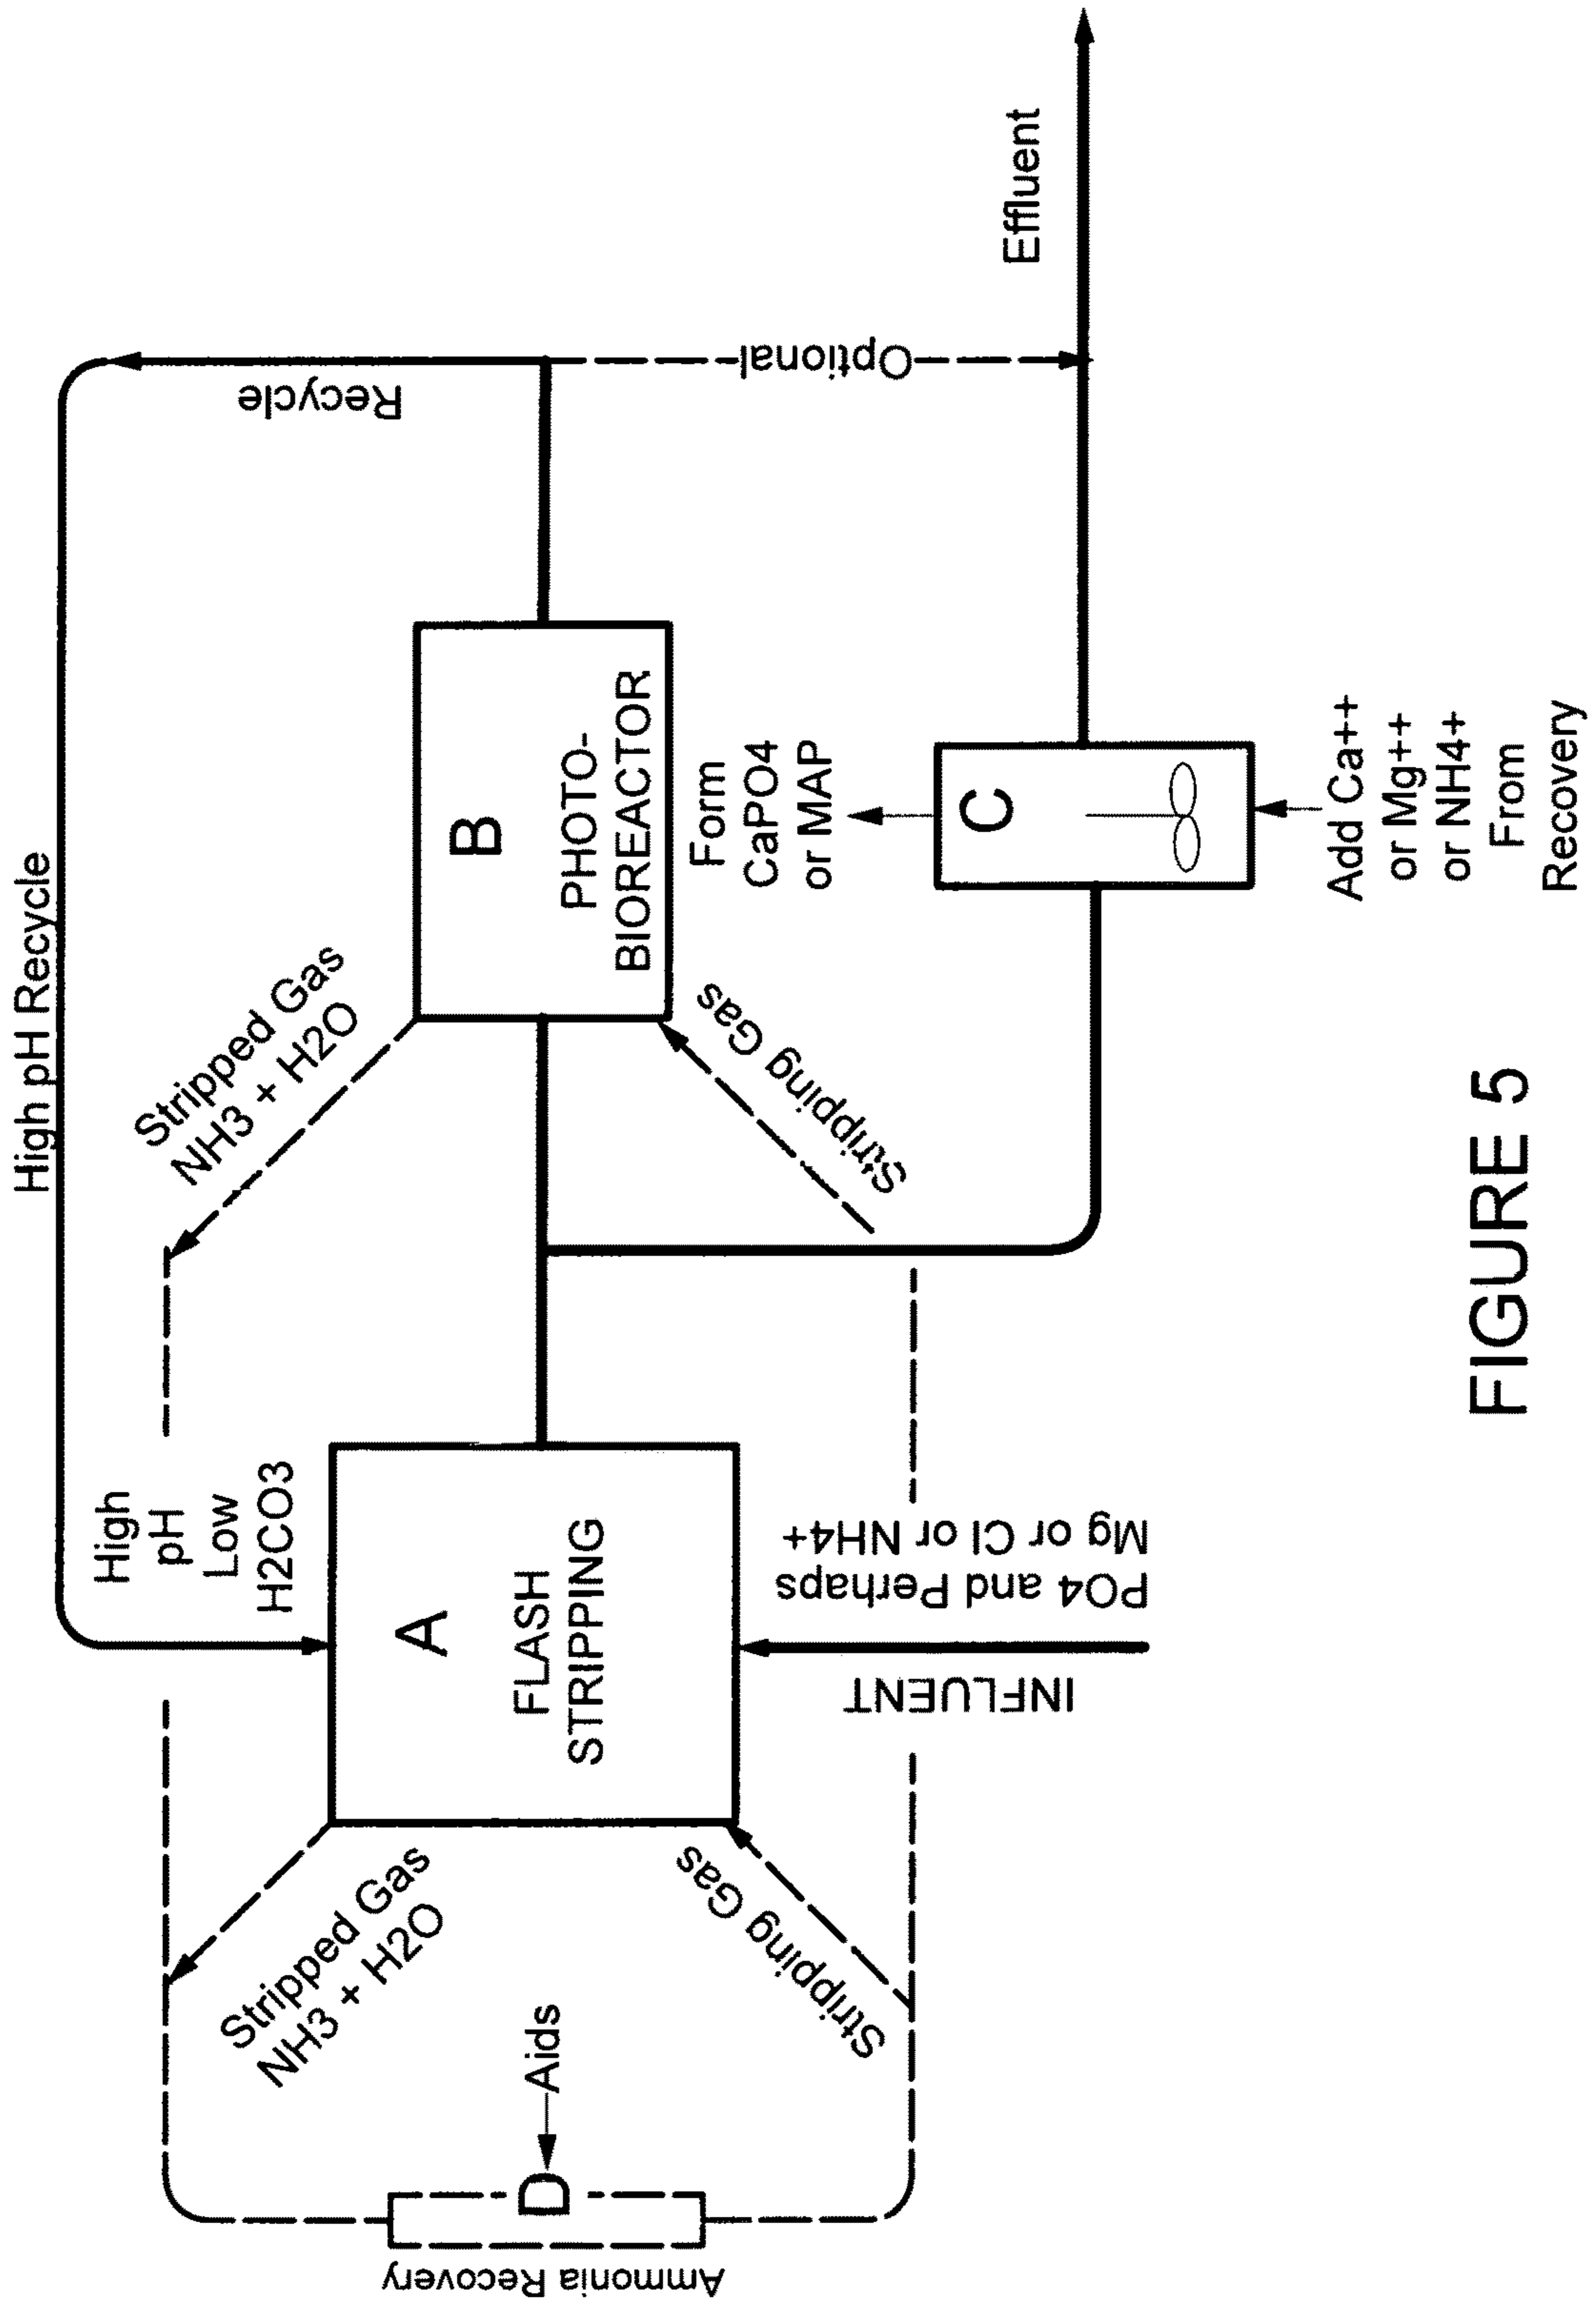 High pH Recycle
Recycle
Stripped Gas
NH3 + H2O
High
pH
Low
H2CO3
Stripped Gas
NH3 + H2O
A
FLASH
STRIPPING
B
PHOTO-
BIOREACTOR
Optional
Effluent
Ammonia Recovery
D
Aids
Stripping Gas
INFLUENT
PO4 and Perhaps
Mg or Cl or NH4+
Stripping Gas
Form
CaPO4
or MAP
C
Add Ca++
or Mg++
or NH4+
From
Recovery
FIGURE 5